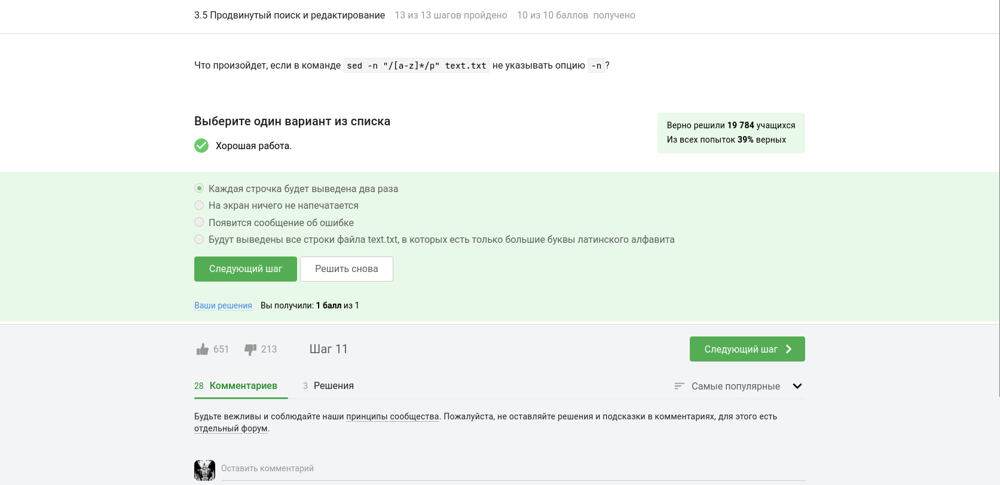 3.5 Продвинутый поиск и редактирование 13 из 13 шагов пройдено 10 из 10 баллов получено
Что произойдет, если в команде sed -n "/[a-z]*/p" text.txt не указывать опцию -n?
Выберите один вариант из списка
Хорошая работа.
Верно решили 19 784 учащихся
Из всех попыток 39% верных
Каждая строчка будет выведена два раза
На экран ничего не напечатается
Появится сообщение об ошибке
Будут выведены все строки файла text.txt, в которых есть только большие буквы латинского алфавита
Следующий шаг Решить снова
Ваши решения Вы получили: 1 балл из 1
651 213 Шаг 11 Следующий шаг
28 Комментариев 3 Решения Самые популярные
Будьте вежливы и соблюдайте наши принципы сообщества. Пожалуйста, не оставляйте решения и подсказки в комментариях, для этого есть
отдельный форум.
Оставить комментарий